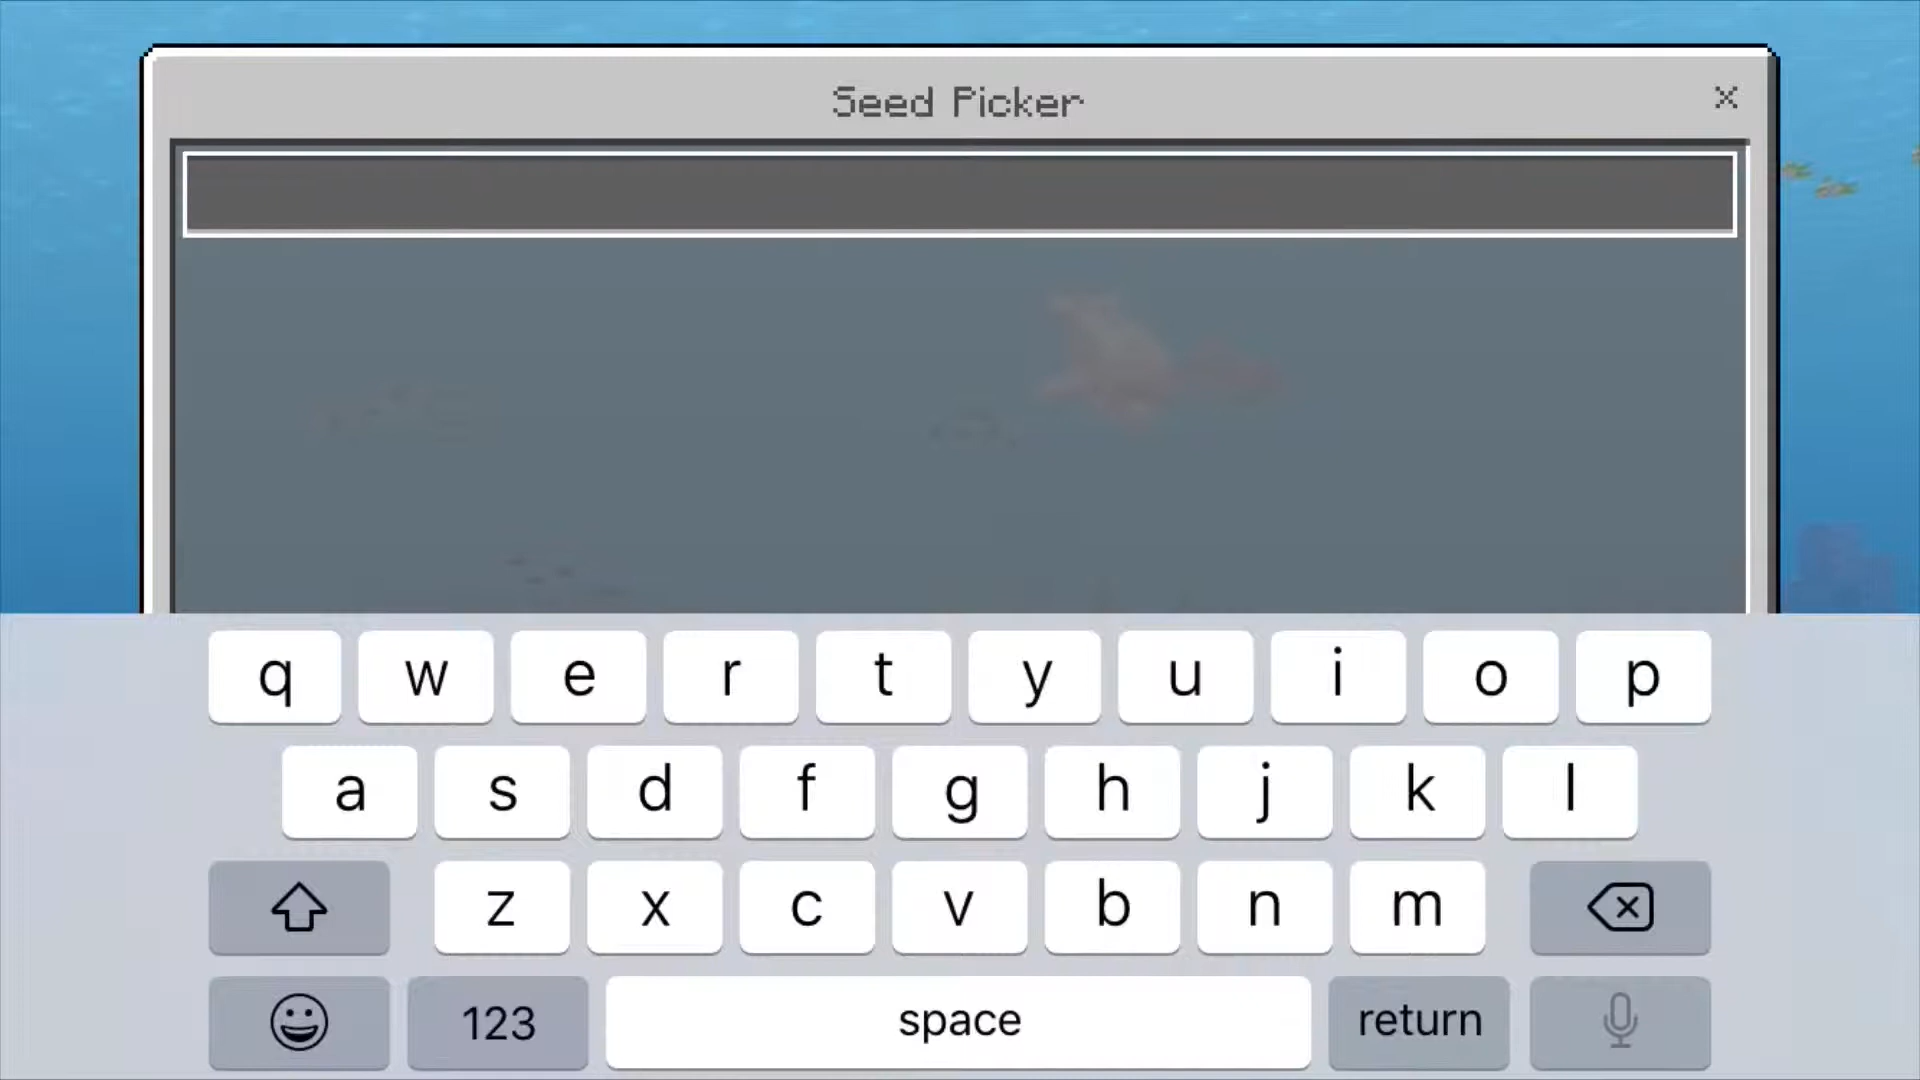 Seed Picker
q w e r t y u i o p
a s d f g h j k l
z x c v b n m
123 space return